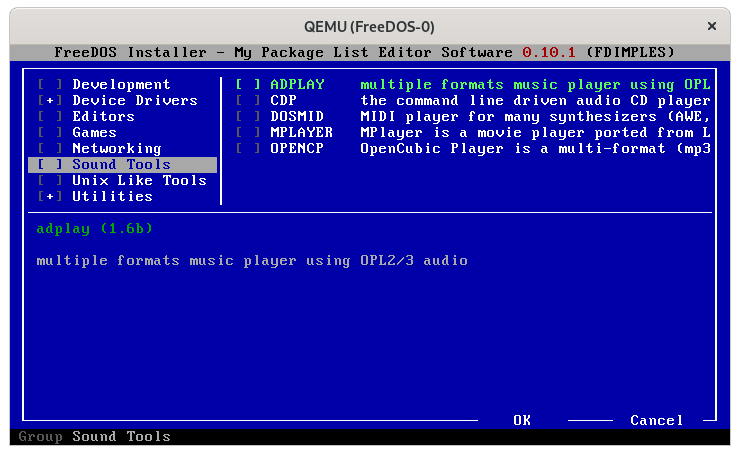 QEMU (FreeDOS-0) ×
FreeDOS Installer - My Package List Editor Software 0.10.1 (FDIMPLES)
[ ] Development
[+] Device Drivers
[ ] Editors
[ ] Games
[ ] Networking
[ ] Sound Tools
[ ] Unix Like Tools
[+] Utilities
[ ] ADPLAY multiple formats music player using OPL
[ ] CDP the command line driven audio CD player
[ ] DOSMID MIDI player for many synthesizers (AWE,
[ ] MPLAYER MPlayer is a movie player ported from L
[ ] OPENCP OpenCubic Player is a multi-format (mp3
adplay (1.6b)
multiple formats music player using OPL2/3 audio
OK Cancel
Group Sound Tools